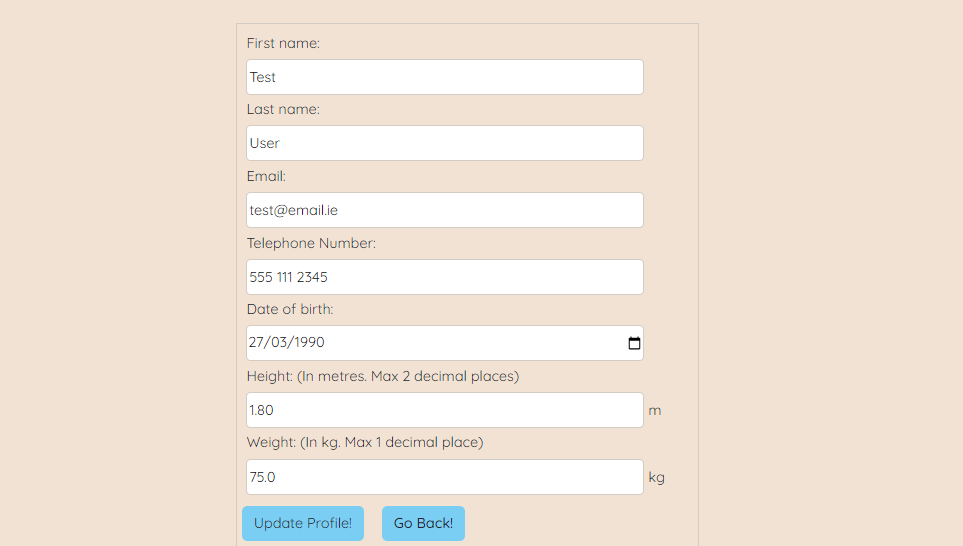 First name:
Test
Last name:
User
Email:
test@email.ie
Telephone Number:
555 111 2345
Date of birth:
27/03/1990
Height: (In metres. Max 2 decimal places)
1.80 m
Weight: (In kg. Max 1 decimal place)
75.0 kg
Update Profile! Go Back!